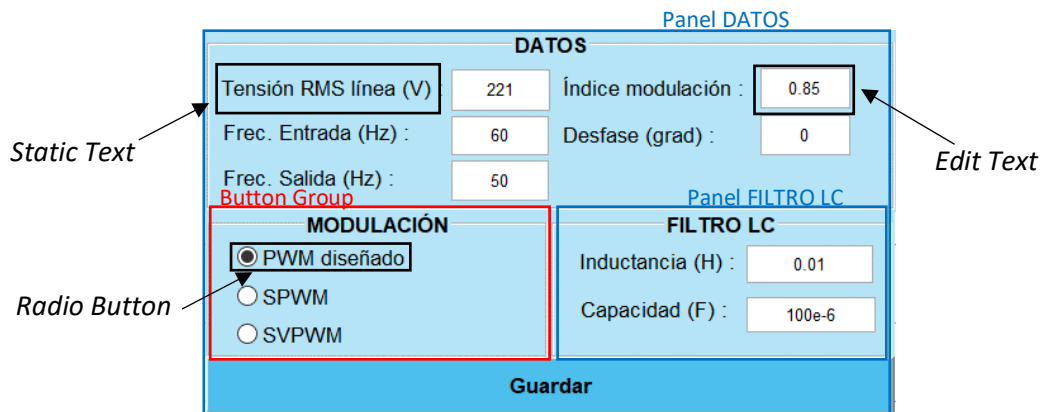 Panel DATOS
DATOS
Tensión RMS línea (V) : 221 Índice modulación : 0.85
Static Text
Frec. Entrada (Hz) : 60 Desfase (grad) : 0
Edit Text
Frec. Salida (Hz) : 50
Button Group Panel FILTRO LC
MODULACIÓN FILTRO LC
PWM diseñado Inductancia (H) : 0.01
Radio Button
SPWM Capacidad (F) : 100e-6
SVPWM
Guardar